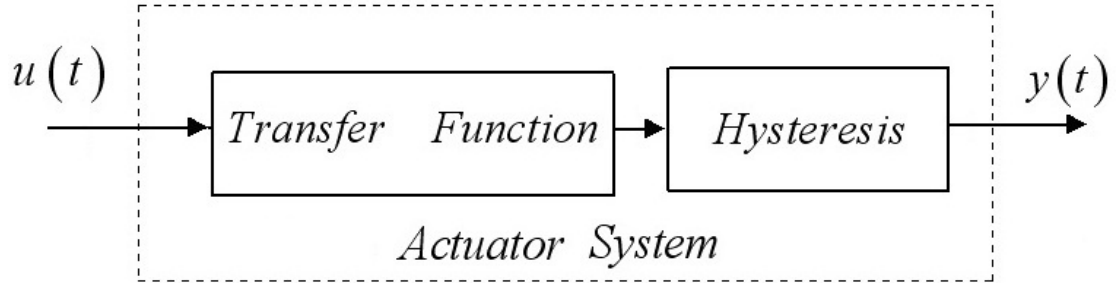 u(t)
Transfer Function
Hysteresis
y(t)
Actuator System